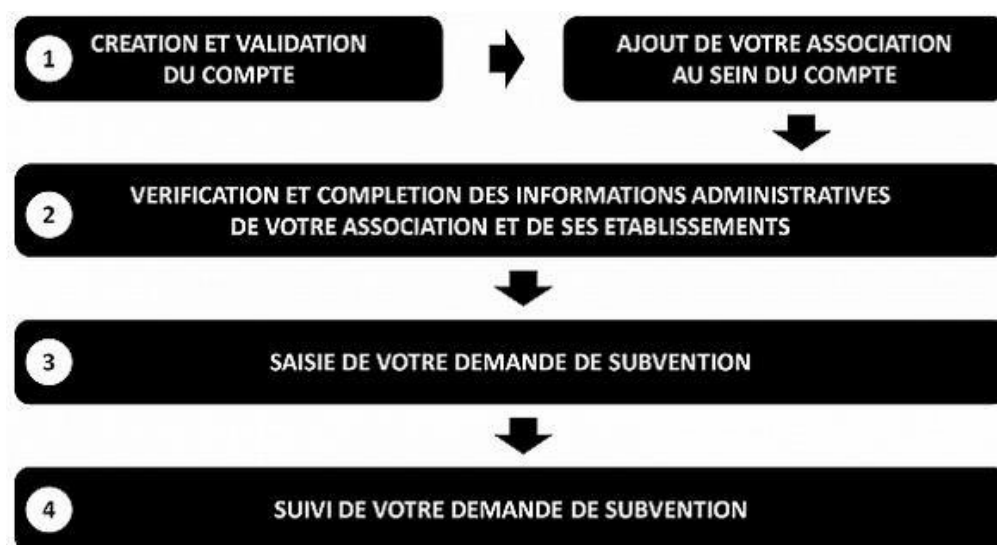 1
CREATION ET VALIDATION
DU COMPTE
AJOUT DE VOTRE ASSOCIATION
AU SEIN DU COMPTE
2
VERIFICATION ET COMPLETION DES INFORMATIONS ADMINISTRATIVES
DE VOTRE ASSOCIATION ET DE SES ETABLISSEMENTS
3
SAISIE DE VOTRE DEMANDE DE SUBVENTION
4
SUIVI DE VOTRE DEMANDE DE SUBVENTION